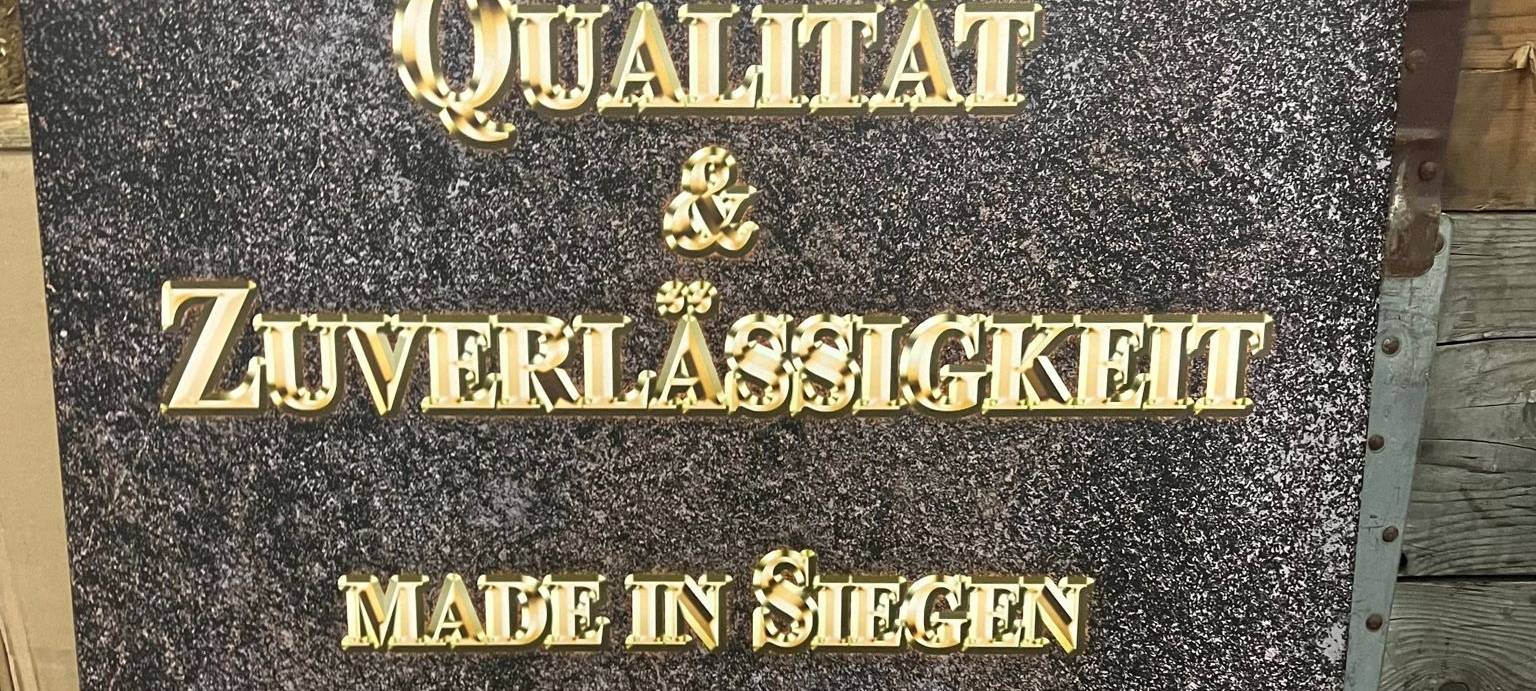 Qualität
&
Zuverlässigkeit
made in Siegen